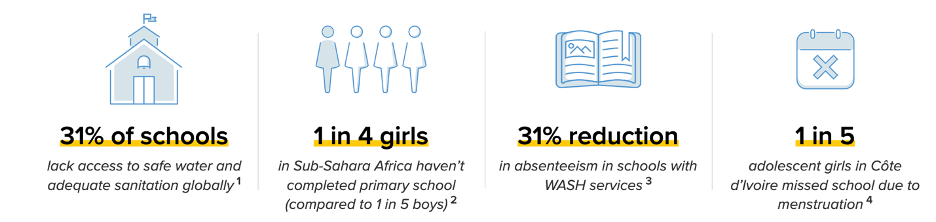 31% of schools
lack access to safe water and
adequate sanitation globally 1
1 in 4 girls
in Sub-Sahara Africa haven't
completed primary school
(compared to 1 in 5 boys) 2
31% reduction
in absenteeism in schools with
WASH services 3
1 in 5
adolescent girls in Côte
d'Ivoire missed school due to
menstruation 4